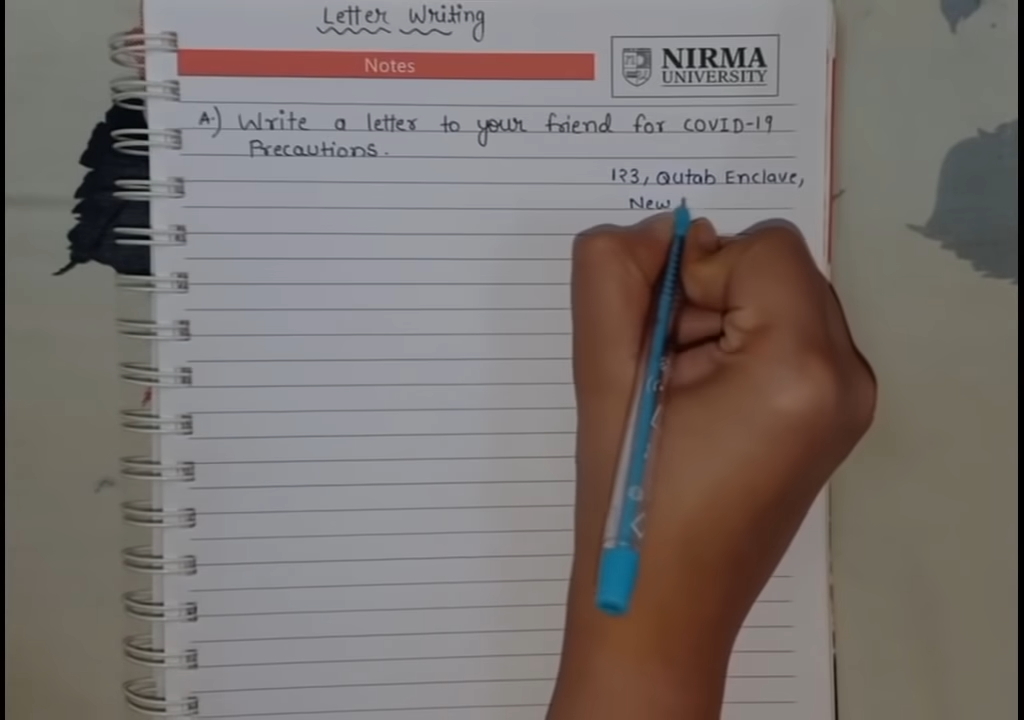 Letter Writing
Notes
NIRMA
UNIVERSITY
A.) Write a letter to your friend for COVID-19
Precautions.
123, Qutab Enclave,
New